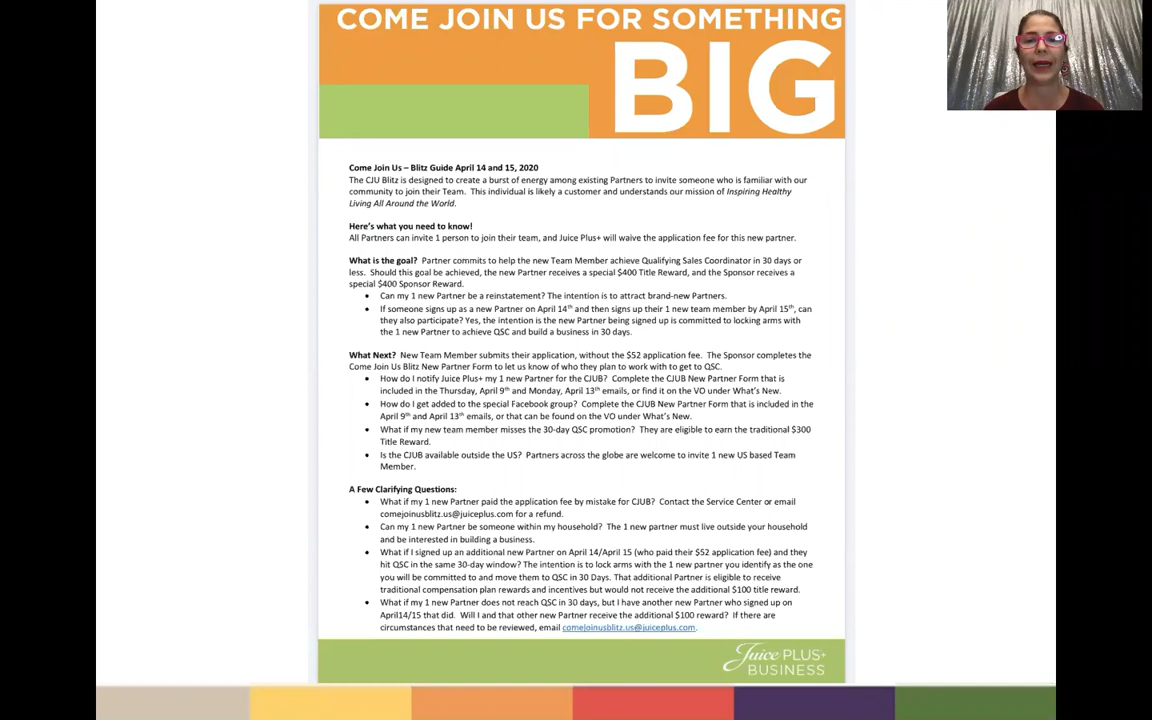 COME JOIN US FOR SOMETHING
BIG
Come Join Us – Blitz Guide April 14 and 15, 2020
The CJU Blitz is designed to create a burst of energy among existing Partners to invite someone who is familiar with our
community to join their Team. This individual is likely a customer and understands our mission of Inspiring Healthy
Living All Around the World.
Here's what you need to know!
All Partners can invite 1 person to join their team, and Juice Plus+ will waive the application fee for this new partner.
What is the goal? Partner commits to help the new Team Member achieve Qualifying Sales Coordinator in 30 days or
less. Should this goal be achieved, the new Partner receives a special $400 Title Reward, and the Sponsor receives a
special $400 Sponsor Reward.
• Can my 1 new Partner be a reinstatement? The intention is to attract brand-new Partners.
• If someone signs up as a new Partner on April 14th and then signs up their 1 new team member by April 15th, can
they also participate? Yes, the intention is the new Partner being signed up is committed to locking arms with
the 1 new Partner to achieve QSC and build a business in 30 days.
What Next? New Team Member submits their application, without the $52 application fee. The Sponsor completes the
Come Join Us Blitz New Partner Form to let us know of who they plan to work with to get to QSC.
• How do I notify Juice Plus+ my 1 new Partner for the CJUB? Complete the CJUB New Partner Form that is
included in the Thursday, April 9th and Monday, April 13th emails, or find it on the VO under What's New.
• How do I get added to the special Facebook group? Complete the CJUB New Partner Form that is included in the
April 9th and April 13th emails, or that can be found on the VO under What's New.
• What if my new team member misses the 30-day QSC promotion? They are eligible to earn the traditional $300
Title Reward.
• Is the CJUB available outside the US? Partners across the globe are welcome to invite 1 new US based Team
Member.
A Few Clarifying Questions:
• What if my 1 new Partner paid the application fee by mistake for CJUB? Contact the Service Center or email
comejoinusblitz.us@juiceplus.com for a refund.
• Can my 1 new Partner be someone within my household? The 1 new partner must live outside your household
and be interested in building a business.
• What if I signed up an additional new Partner on April 14/April 15 (who paid their $52 application fee) and they
hit QSC in the same 30-day window? The intention is to lock arms with the 1 new partner you identify as the one
you will be committed to and move them to QSC in 30 Days. That additional Partner is eligible to receive
traditional compensation plan rewards and incentives but would not receive the additional $100 title reward.
• What if my 1 new Partner does not reach QSC in 30 days, but I have another new Partner who signed up on
April14/15 that did. Will I and that other new Partner receive the additional $100 reward? If there are
circumstances that need to be reviewed, email comejoinusblitz.us@juiceplus.com.
Juice PLUS+
BUSINESS